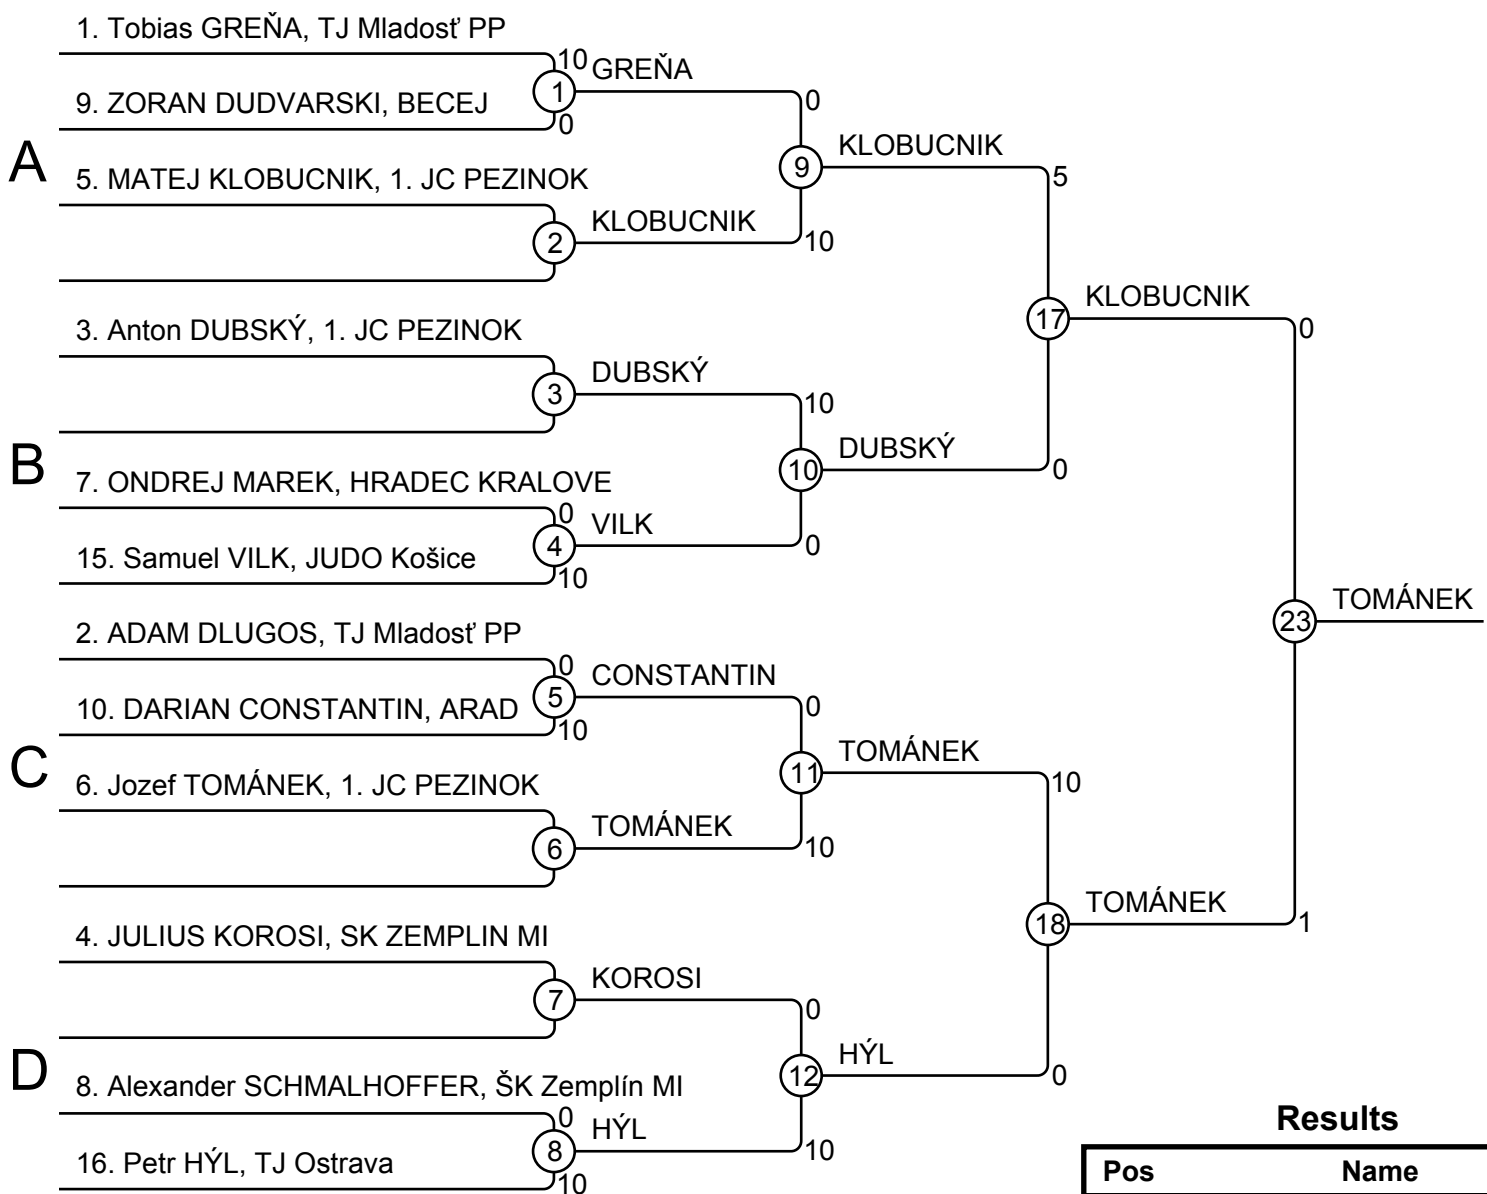 1. Tobias GREŇA, TJ Mladosť PP
10
GREŇA
1
0
9. ZORAN DUDVARSKI, BECEJ
0
A
KLOBUCNIK
9
5
5. MATEJ KLOBUCNIK, 1. JC PEZINOK
KLOBUCNIK
2
10
KLOBUCNIK
17
0
3. Anton DUBSKÝ, 1. JC PEZINOK
DUBSKÝ
3
10
B
DUBSKÝ
10
0
7. ONDREJ MAREK, HRADEC KRALOVE
0
VILK
4
0
15. Samuel VILK, JUDO Košice
10
TOMÁNEK
23
2. ADAM DLUGOS, TJ Mladosť PP
0
CONSTANTIN
5
0
10. DARIAN CONSTANTIN, ARAD
10
C
TOMÁNEK
11
10
6. Jozef TOMÁNEK, 1. JC PEZINOK
TOMÁNEK
6
10
TOMÁNEK
18
1
4. JULIUS KOROSI, SK ZEMPLIN MI
KOROSI
7
0
D
HÝL
12
0
8. Alexander SCHMALHOFFER, ŠK Zemplín MI
0
HÝL
8
10
16. Petr HÝL, TJ Ostrava
10
Results
Pos Name